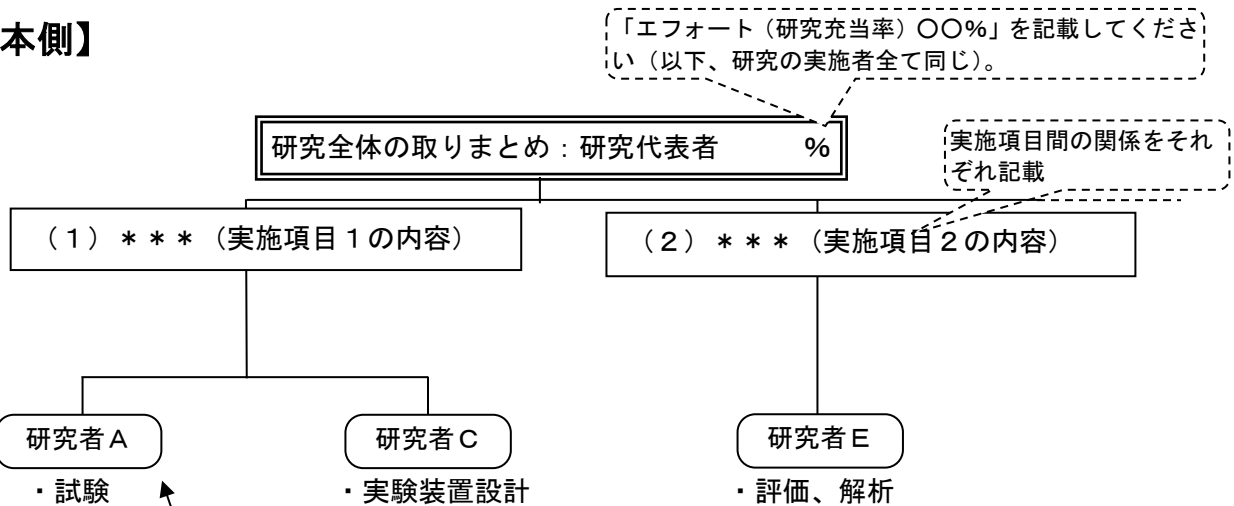 本側】
「エフォート（研究充当率）〇〇%」を記載してくださ
い（以下、研究の実施者全て同じ）。
研究全体の取りまとめ：研究代表者　　　%
実施項目間の関係をそれ
ぞれ記載
（１）＊＊＊（実施項目１の内容）
（２）＊＊＊（実施項目２の内容）
研究者Ａ
研究者Ｃ
研究者Ｅ
・試験
・実験装置設計
・評価、解析